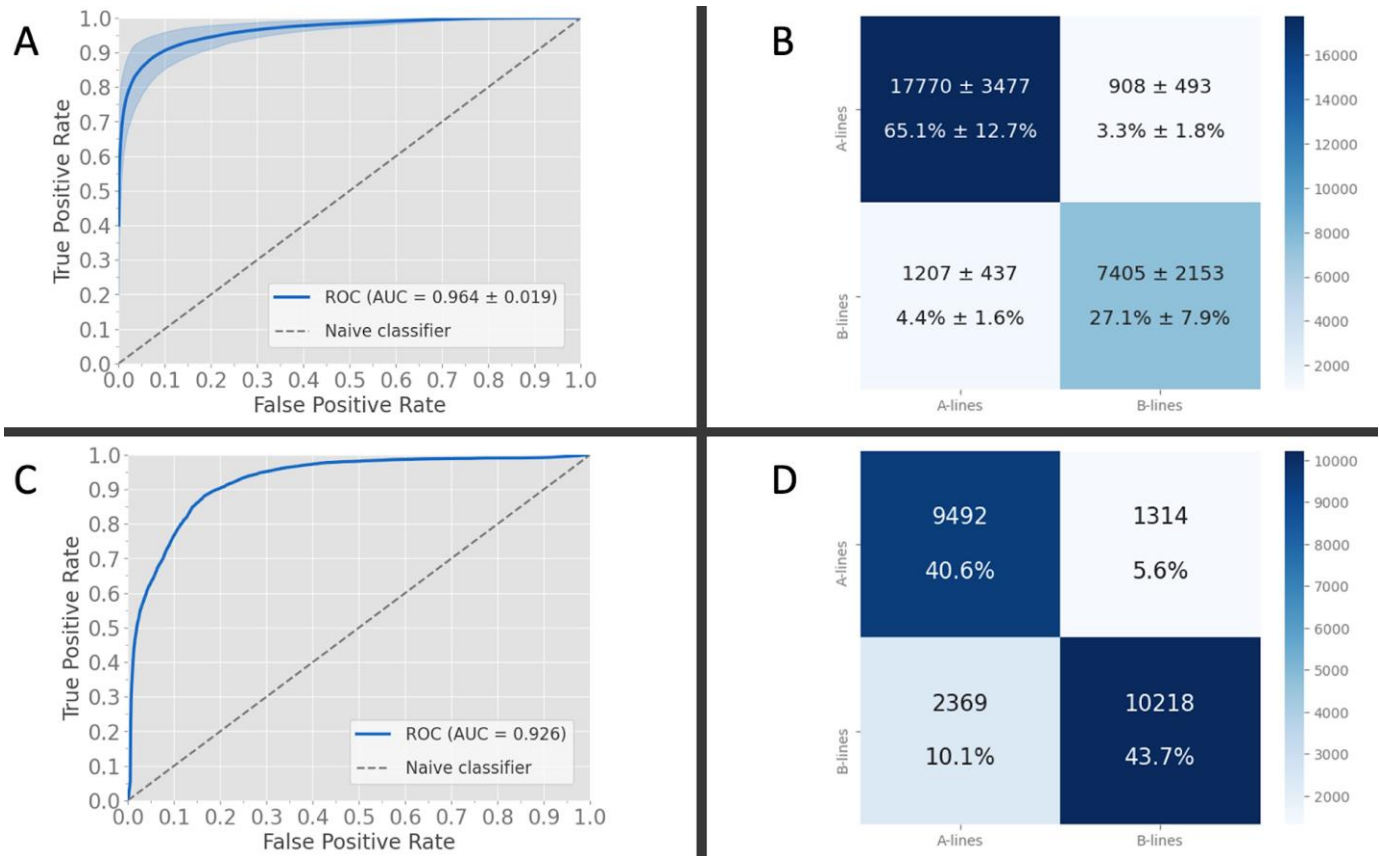 A
1.0
0.9
0.8
0.7
0.6
0.5
0.4
0.3
0.2
0.1
0.0
True Positive Rate
ROC (AUC = 0.964 ± 0.019)
Naive classifier
0.0 0.1 0.2 0.3 0.4 0.5 0.6 0.7 0.8 0.9 1.0
False Positive Rate
B
A-lines
17770 ± 3477
65.1% ± 12.7%
908 ± 493
3.3% ± 1.8%
B-lines
1207 ± 437
4.4% ± 1.6%
7405 ± 2153
27.1% ± 7.9%
A-lines B-lines
16000
14000
12000
10000
8000
6000
4000
2000
C
1.0
0.9
0.8
0.7
0.6
0.5
0.4
0.3
0.2
0.1
0.0
True Positive Rate
ROC (AUC = 0.926)
Naive classifier
0.0 0.1 0.2 0.3 0.4 0.5 0.6 0.7 0.8 0.9 1.0
False Positive Rate
D
A-lines
9492
40.6%
1314
5.6%
B-lines
2369
10.1%
10218
43.7%
A-lines B-lines
10000
9000
8000
7000
6000
5000
4000
3000
2000